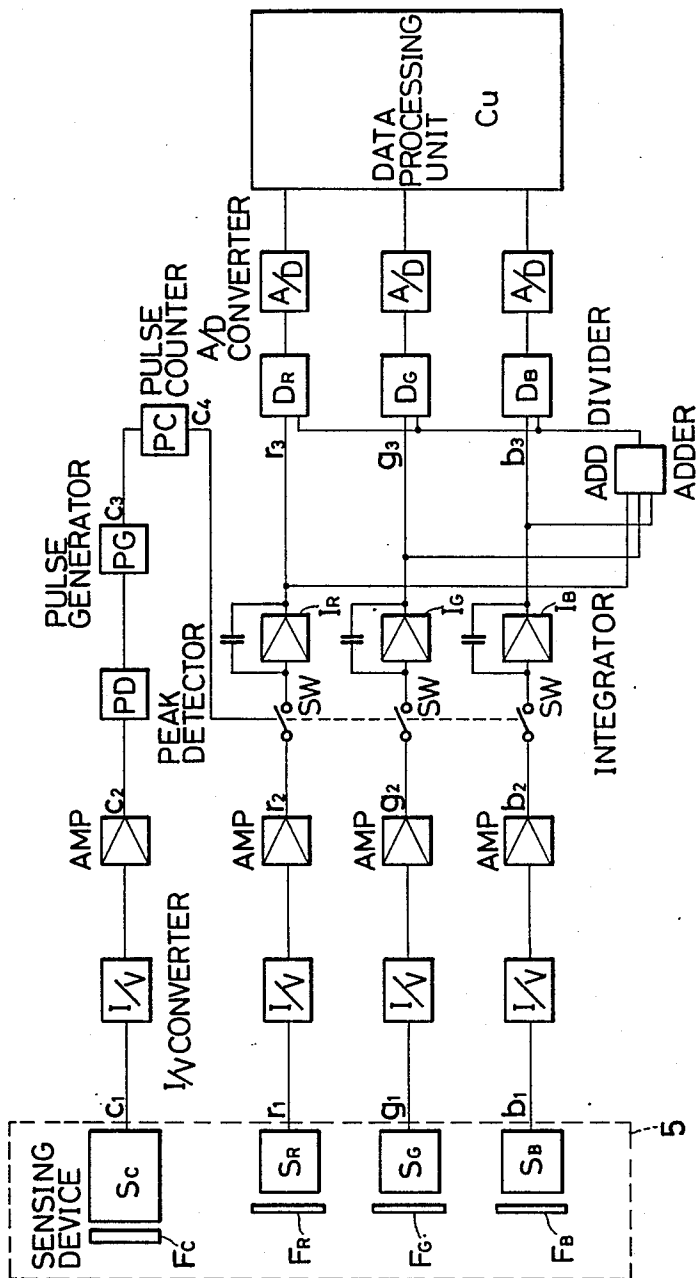 SENSING
DEVICE
Sc
Fc
c1
I/V
I/V CONVERTER
AMP
c2
PD
PEAK
DETECTOR
PULSE
GENERATOR
PG
c3
PC
PULSE
COUNTER
c4
A/D
CONVERTER
SR
FR
r1
I/V
AMP
r2
SW
IR
r3
DR
A/D
SG
FG
g1
I/V
AMP
g2
SW
IG
g3
DG
A/D
SB
FB
b1
I/V
AMP
b2
SW
IB
b3
DB
A/D
INTEGRATOR
ADD
DIVIDER
ADDER
DATA
PROCESSING
UNIT
Cu
5